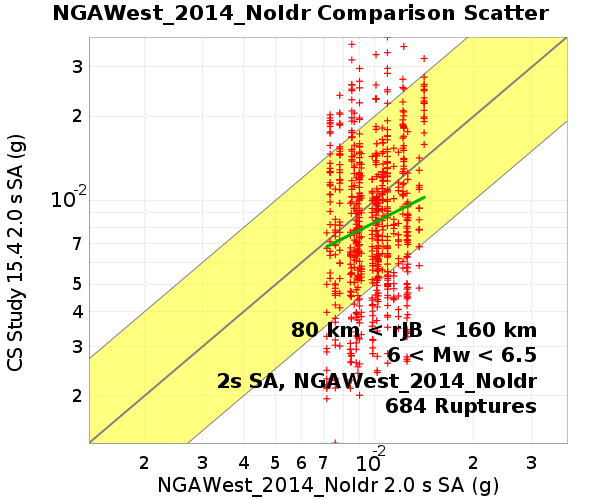 NGAWest_2014_NoIdr Comparison Scatter
CS Study 15.4 2.0 s SA (g)
3
2
10-2
7
5
4
3
2
80 km < rJB < 160 km
6 < Mw < 6.5
2s SA, NGAWest_2014_NoIdr
684 Ruptures
2 3 4 5 6 7 10-2 2 3
NGAWest_2014_NoIdr 2.0 s SA (g)